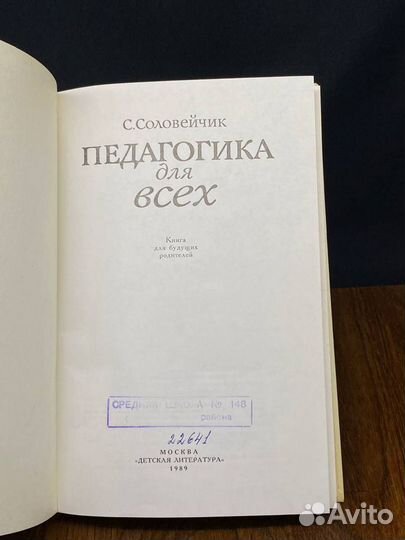 С. Соловейчик
ПЕДАГОГИКА
для
всех
Книга
для будущих
родителей
СРЕДНЯЯ ШКОЛА № 148
района
22641
МОСКВА
«ДЕТСКАЯ ЛИТЕРАТУРА»
1989
Avito